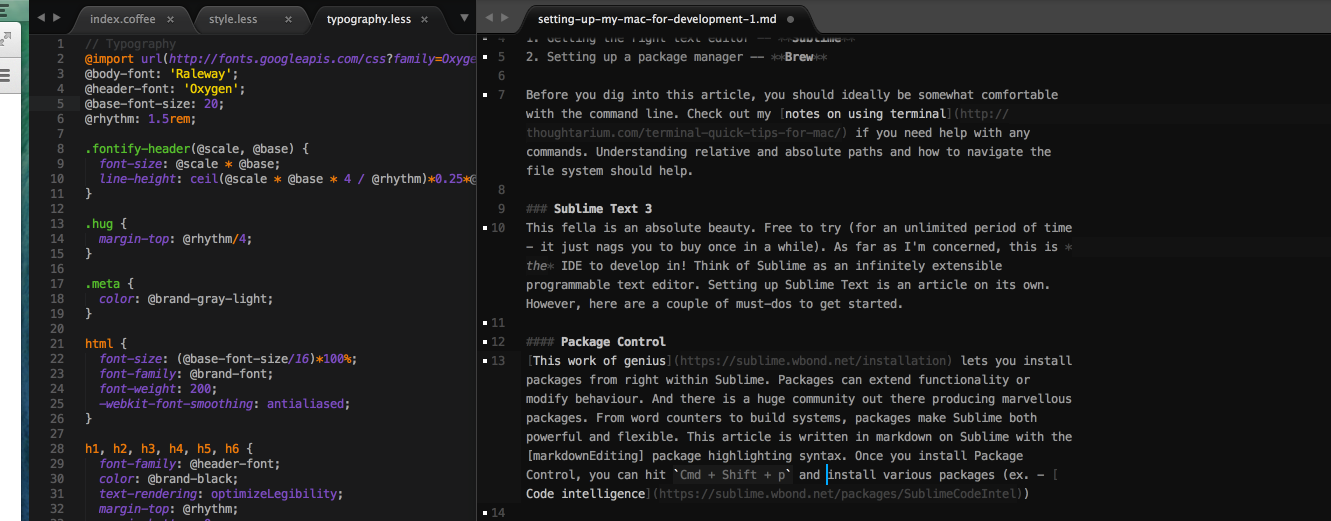 index.coffee × style.less × typography.less ×
1 // Typography
2 @import url(http://fonts.googleapis.com/css?family=Oxyge
3 @body-font: 'Raleway';
4 @header-font: 'Oxygen';
5 @base-font-size: 20;
6 @rhythm: 1.5rem;
7
8 .fontify-header(@scale, @base) {
9 font-size: @scale * @base;
10 line-height: ceil(@scale * @base * 4 / @rhythm)*0.25*@
11 }
12
13 .hug {
14 margin-top: @rhythm/4;
15 }
16
17 .meta {
18 color: @brand-gray-light;
19 }
20
21 html {
22 font-size: (@base-font-size/16)*100%;
23 font-family: @brand-font;
24 font-weight: 200;
25 -webkit-font-smoothing: antialiased;
26 }
27
28 h1, h2, h3, h4, h5, h6 {
29 font-family: @header-font;
30 color: @brand-black;
31 text-rendering: optimizeLegibility;
32 margin-top: @rhythm;
setting-up-my-mac-for-development-1.md
4 1. Getting the right text editor -- **Sublime**
5 2. Setting up a package manager -- **Brew**
6
7 Before you dig into this article, you should ideally be somewhat comfortable
with the command line. Check out my [notes on using terminal](http://
thoughtarium.com/terminal-quick-tips-for-mac/) if you need help with any
commands. Understanding relative and absolute paths and how to navigate the
file system should help.
8
9 ### Sublime Text 3
10 This fella is an absolute beauty. Free to try (for an unlimited period of time
- it just nags you to buy once in a while). As far as I'm concerned, this is *
the* IDE to develop in! Think of Sublime as an infinitely extensible
programmable text editor. Setting up Sublime Text is an article on its own.
However, here are a couple of must-dos to get started.
11
12 #### Package Control
13 [This work of genius](https://sublime.wbond.net/installation) lets you install
packages from right within Sublime. Packages can extend functionality or
modify behaviour. And there is a huge community out there producing marvellous
packages. From word counters to build systems, packages make Sublime both
powerful and flexible. This article is written in markdown on Sublime with the
[markdownEditing] package highlighting syntax. Once you install Package
Control, you can hit `Cmd + Shift + p` and install various packages (ex. - [
Code intelligence](https://sublime.wbond.net/packages/SublimeCodeIntel))
14